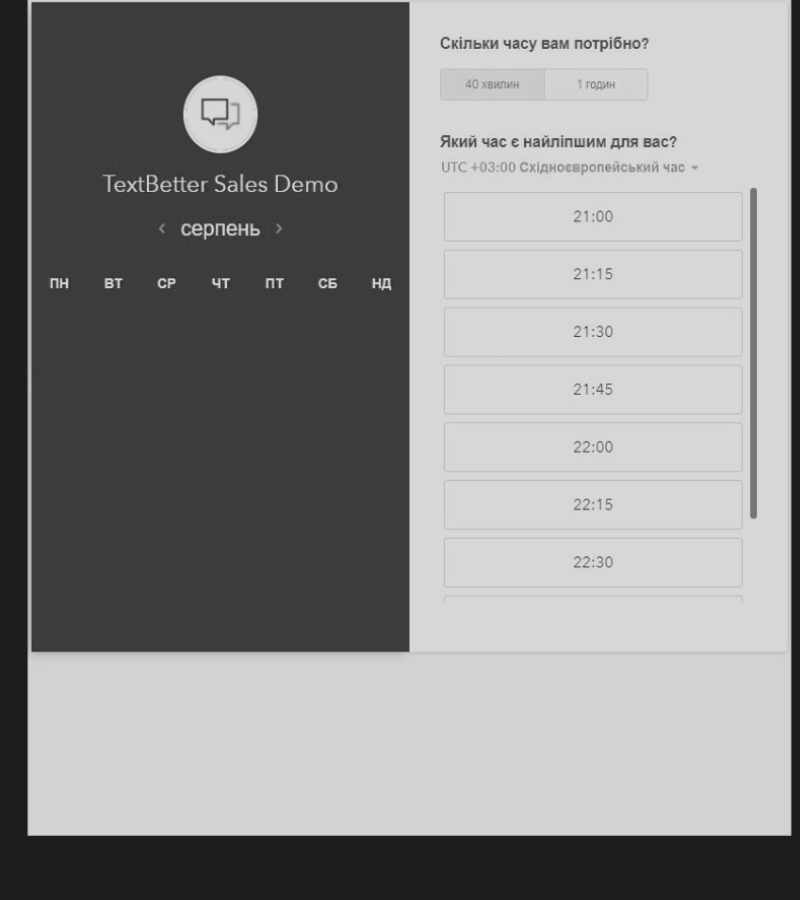 TextBetter Sales Demo
серпень
ПН ВТ СР ЧТ ПТ СБ НД
Скільки часу вам потрібно?
40 хвилин 1 годин
Який час є найліпшим для вас?
UTC +03:00 Східноєвропейський час
21:00
21:15
21:30
21:45
22:00
22:15
22:30